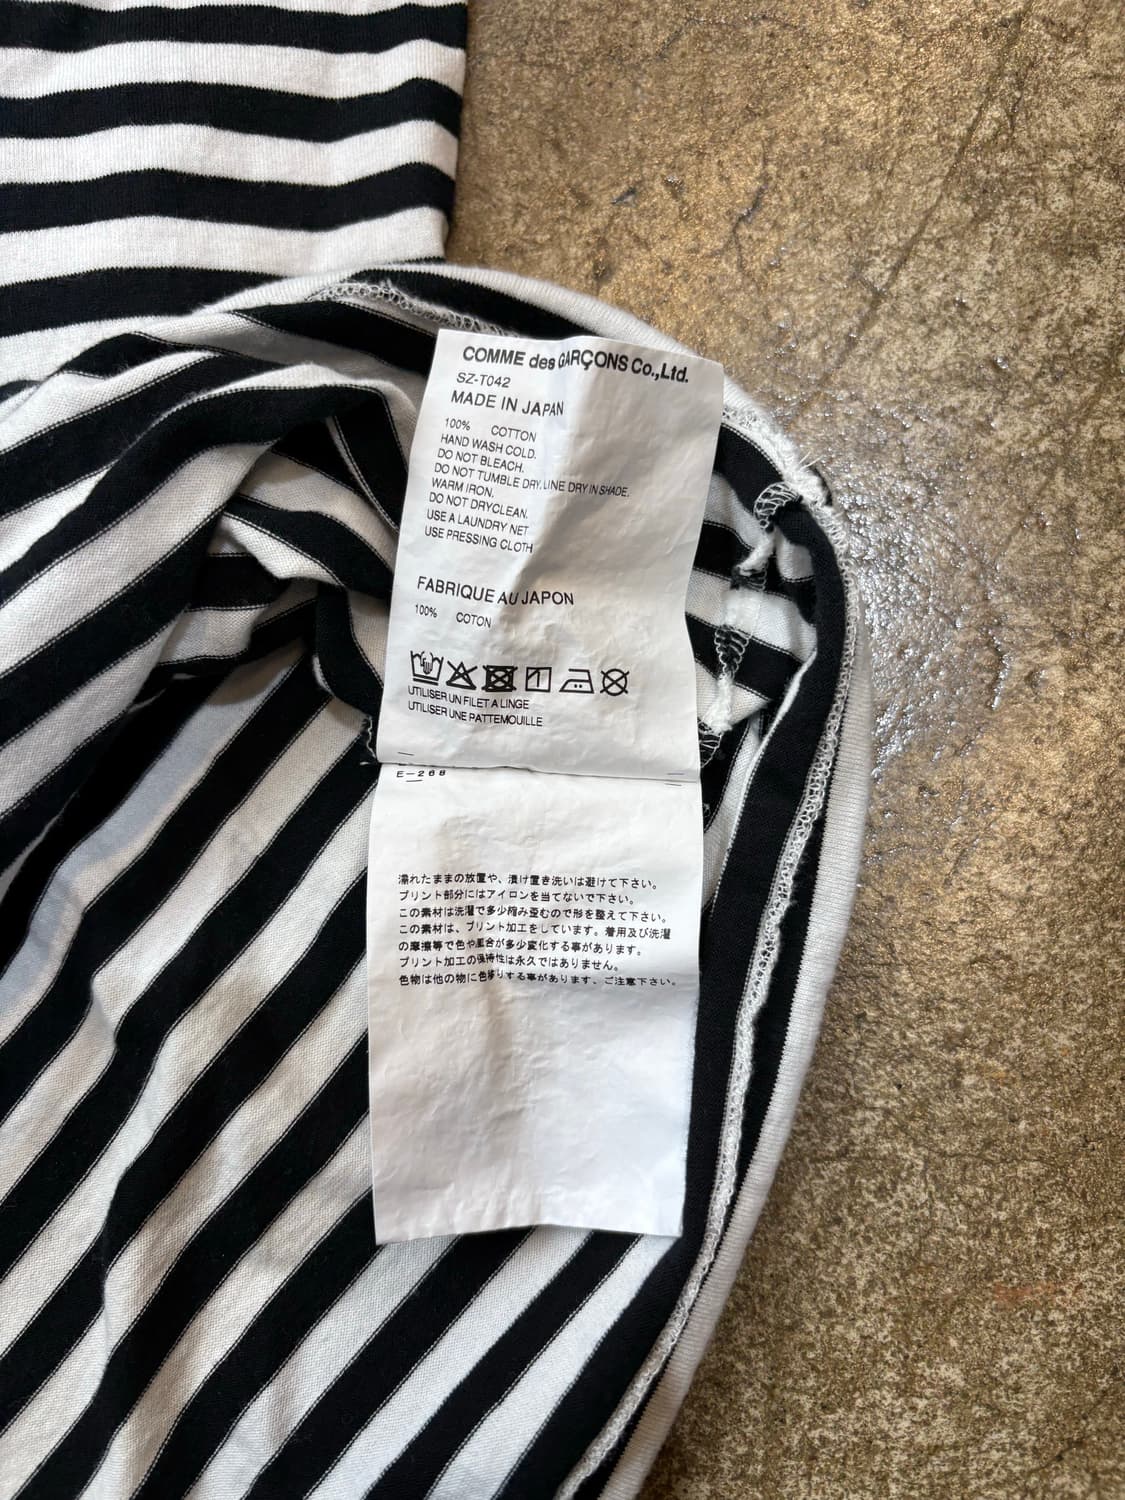 COMME des GARÇONS Co.,Ltd.
SZ-T042
MADE IN JAPAN
100% COTTON
HAND WASH COLD.
DO NOT BLEACH.
DO NOT TUMBLE DRY. LINE DRY IN SHADE.
WARM IRON.
DO NOT DRYCLEAN.
USE A LAUNDRY NET
USE PRESSING CLOTH
FABRIQUE AU JAPON
100% COTON
UTILISER UN FILET A LINGE
UTILISER UNE PATTEMOUILLE
E-268
濡れたままの放置や、漬け置き洗いは避けて下さい。
プリント部分にはアイロンを当てないで下さい。
この素材は洗濯で多少縮み歪むので形を整えて下さい。
この素材は、プリント加工をしています。着用及び洗濯
の摩擦等で色や風合が多少変化する事があります。
プリント加工の保持性は永久ではありません。
色物は他の物に色移りする事があります、ご注意下さい。